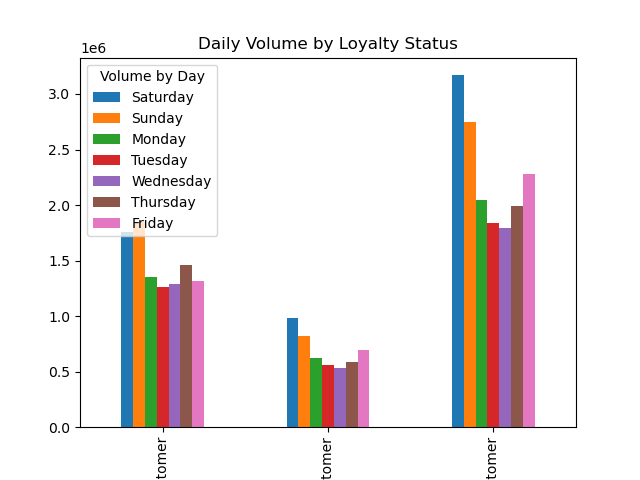 Daily Volume by Loyalty Status
1e6
3.0
2.5
2.0
1.5
1.0
0.5
0.0
Volume by Day
Saturday
Sunday
Monday
Tuesday
Wednesday
Thursday
Friday
tomer
tomer
tomer